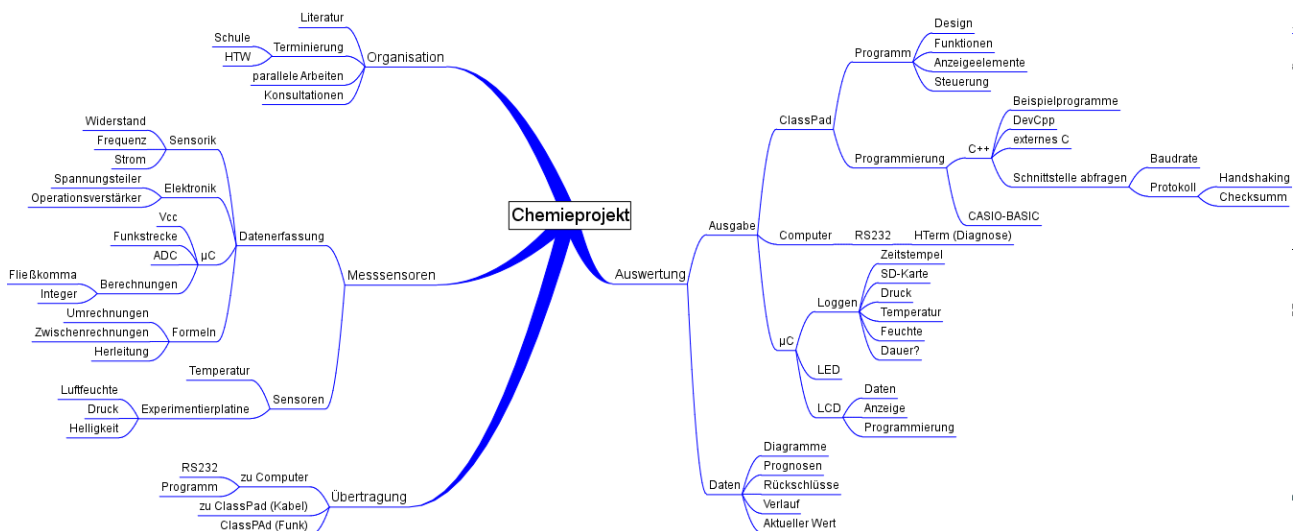 Chemieprojekt
Organisation
Literatur
Terminierung
Schule
HTW
parallele Arbeiten
Konsultationen
Messsensoren
Datenerfassung
Sensorik
Widerstand
Frequenz
Strom
Elektronik
Spannungsteiler
Operationsverstärker
µC
Vcc
Funkstrecke
ADC
Berechnungen
Fließkomma
Integer
Formeln
Umrechnungen
Zwischenrechnungen
Herleitung
Sensoren
Temperatur
Experimentierplatine
Luftfeuchte
Druck
Helligkeit
Übertragung
zu Computer
RS232
Programm
zu ClassPad (Kabel)
ClassPAd (Funk)
Auswertung
Ausgabe
ClassPad
Programm
Design
Funktionen
Anzeigeelemente
Steuerung
Programmierung
C++
Beispielprogramme
DevCpp
externes C
Schnittstelle abfragen
Baudrate
Protokoll
Handshaking
Checksumm
CASIO-BASIC
Computer
RS232
HTerm (Diagnose)
µC
Loggen
Zeitstempel
SD-Karte
Druck
Temperatur
Feuchte
Dauer?
LED
LCD
Daten
Anzeige
Programmierung
Daten
Diagramme
Prognosen
Rückschlüsse
Verlauf
Aktueller Wert